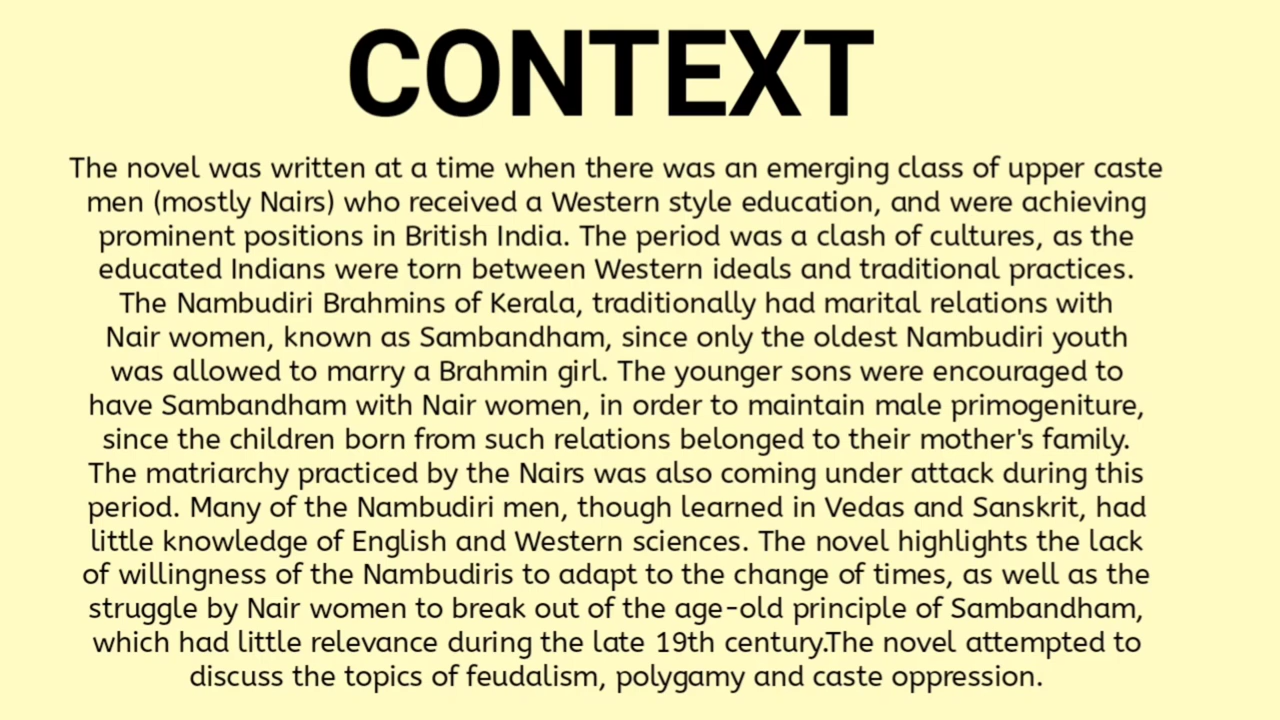 CONTEXT
The novel was written at a time when there was an emerging class of upper caste
men (mostly Nairs) who received a Western style education, and were achieving
prominent positions in British India. The period was a clash of cultures, as the
educated Indians were torn between Western ideals and traditional practices.
The Nambudiri Brahmins of Kerala, traditionally had marital relations with
Nair women, known as Sambandham, since only the oldest Nambudiri youth
was allowed to marry a Brahmin girl. The younger sons were encouraged to
have Sambandham with Nair women, in order to maintain male primogeniture,
since the children born from such relations belonged to their mother's family.
The matriarchy practiced by the Nairs was also coming under attack during this
period. Many of the Nambudiri men, though learned in Vedas and Sanskrit, had
little knowledge of English and Western sciences. The novel highlights the lack
of willingness of the Nambudiris to adapt to the change of times, as well as the
struggle by Nair women to break out of the age-old principle of Sambandham,
which had little relevance during the late 19th century.The novel attempted to
discuss the topics of feudalism, polygamy and caste oppression.